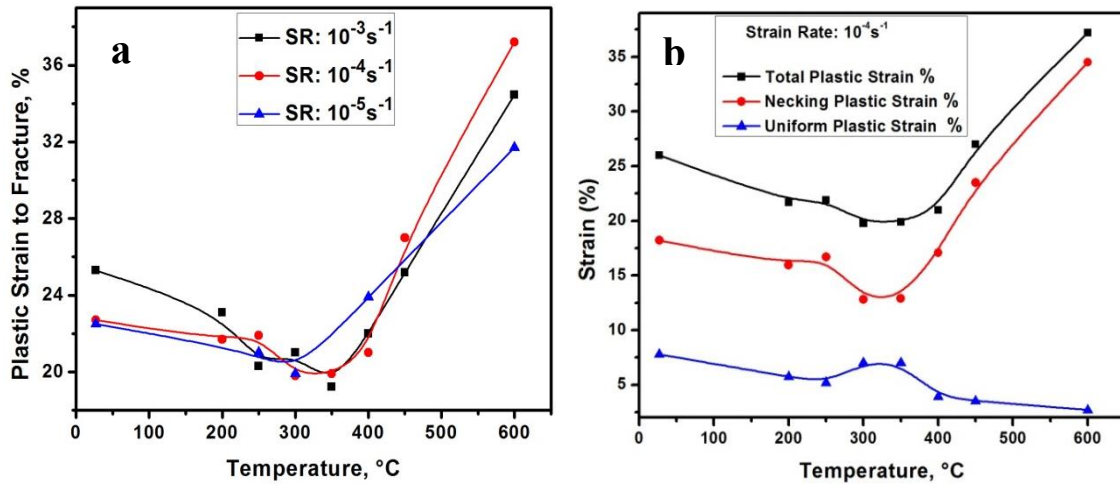 a
SR: 10⁻³s⁻¹
SR: 10⁻⁴s⁻¹
SR: 10⁻⁵s⁻¹
Plastic Strain to Fracture, %
36
32
28
24
20
0 100 200 300 400 500 600
Temperature, °C
b
Strain Rate: 10⁻⁴s⁻¹
Total Plastic Strain %
Necking Plastic Strain %
Uniform Plastic Strain %
Strain (%)
35
30
25
20
15
10
5
0 100 200 300 400 500 600
Temperature, °C